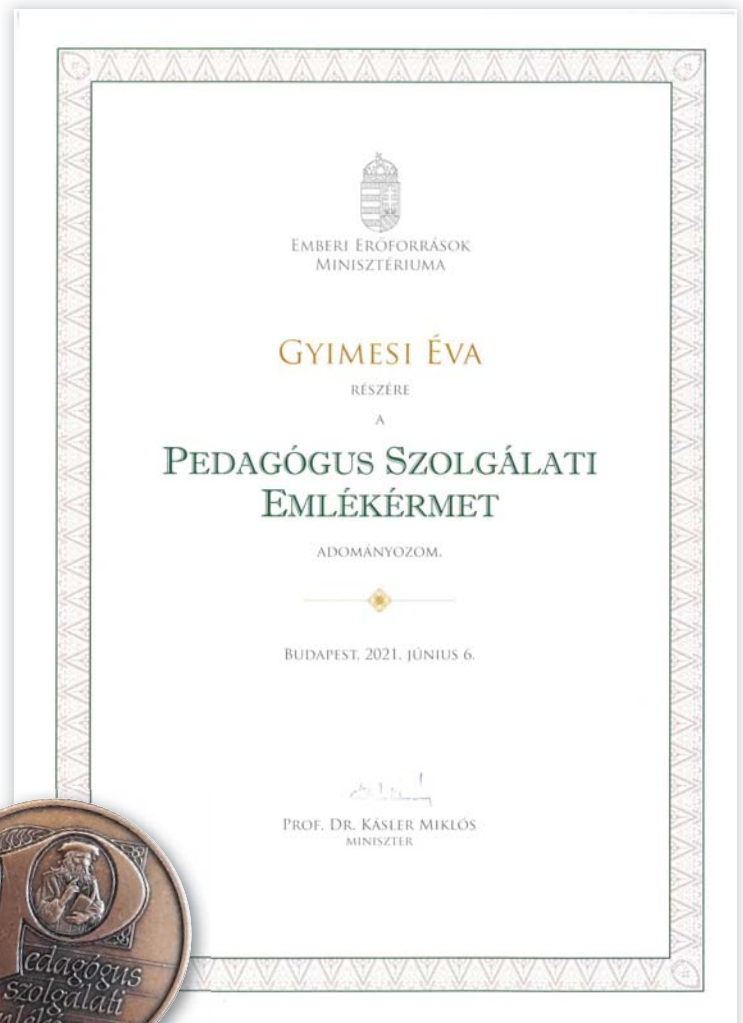 EMBERI ERŐFORRÁSOK
MINISZTÉRIUMA
GYIMESI ÉVA
RÉSZÉRE
A
PEDAGÓGUS SZOLGÁLATI
EMLÉKÉRMET
ADOMÁNYOZOM.
BUDAPEST, 2021. JÚNIUS 6.
PROF. DR. KÁSLER MIKLÓS
MINISZTER
Pedagógus
szolgálati